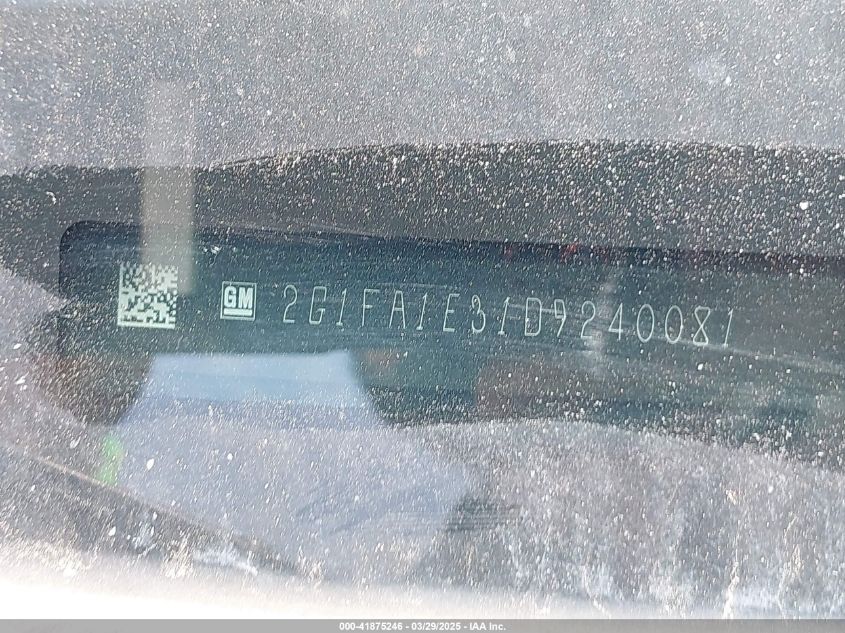 GM 2G1FA1E31D9240081
000-41875246 - 03/29/2025 - IAA Inc.